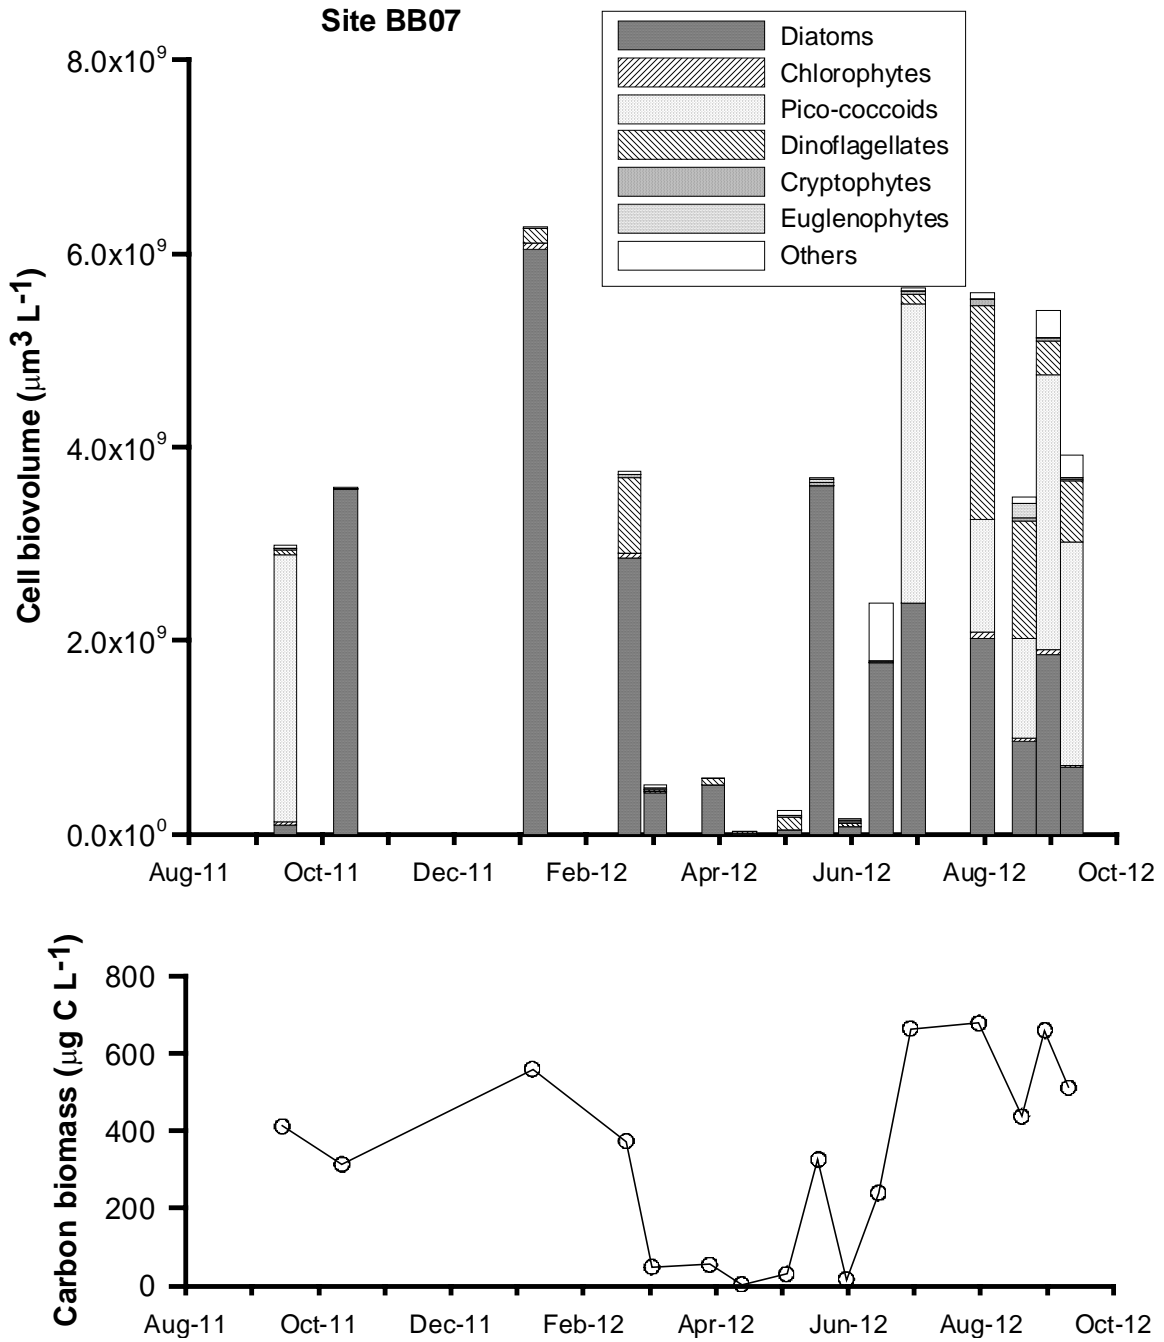 Site BB07
Diatoms
Chlorophytes
Pico-coccoids
Dinoflagellates
Cryptophytes
Euglenophytes
Others
Cell biovolume (μm³ L⁻¹)
8.0x10⁹
6.0x10⁹
4.0x10⁹
2.0x10⁹
0.0x10⁰
Aug-11 Oct-11 Dec-11 Feb-12 Apr-12 Jun-12 Aug-12 Oct-12
Carbon biomass (μg C L⁻¹)
800
600
400
200
0
Aug-11 Oct-11 Dec-11 Feb-12 Apr-12 Jun-12 Aug-12 Oct-12